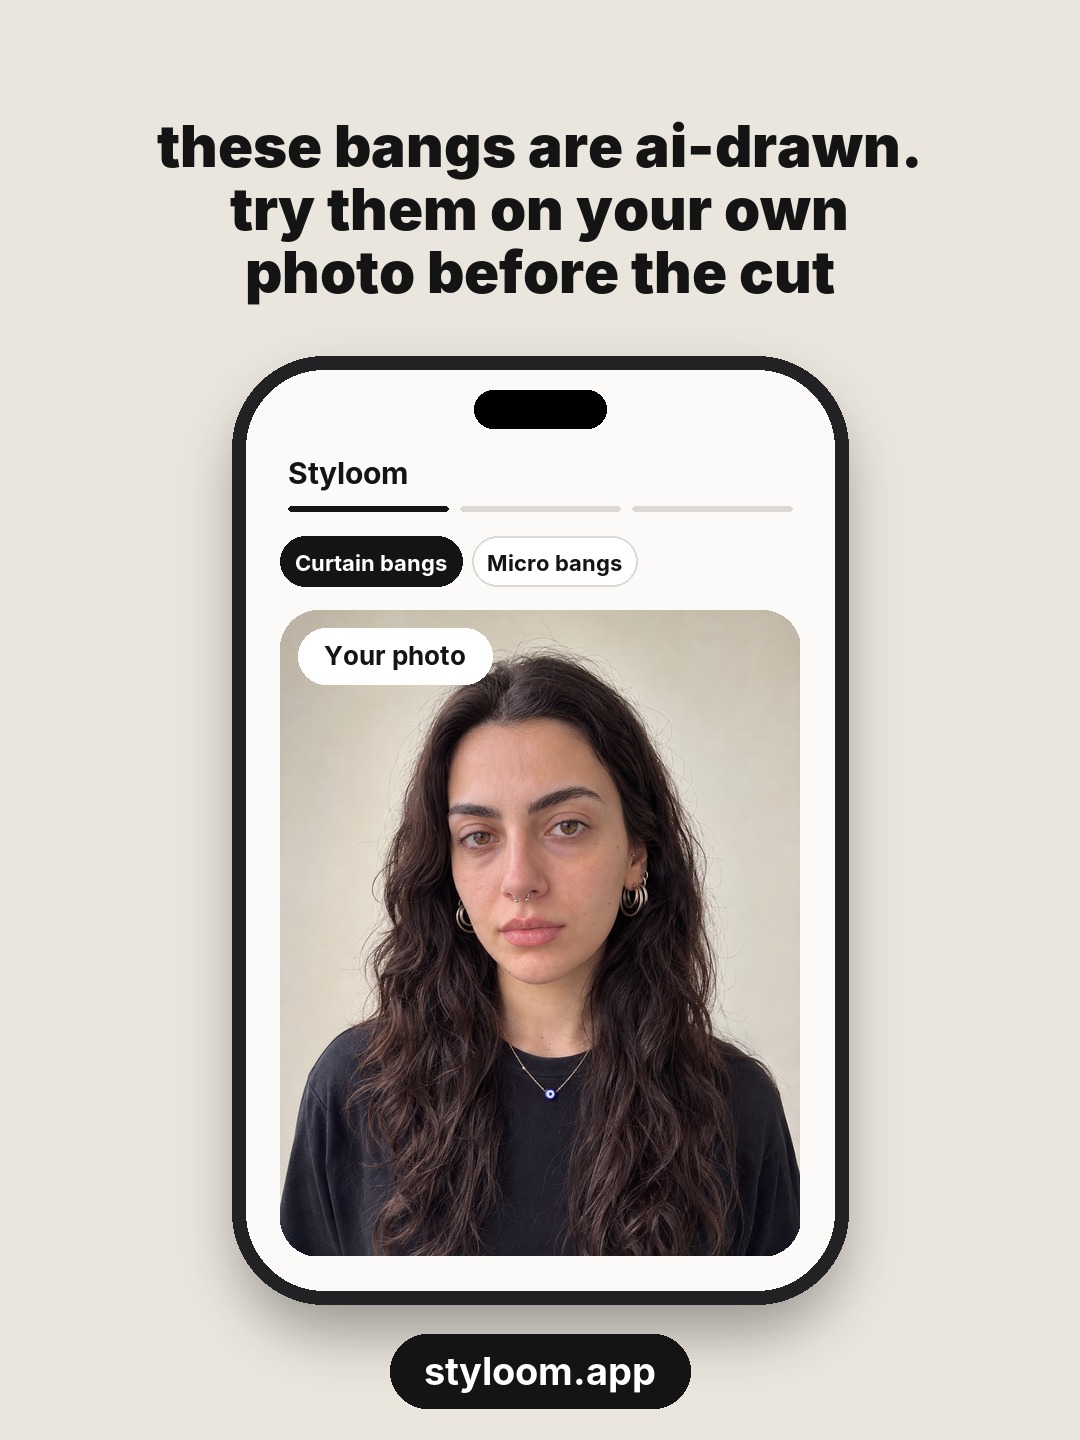 these bangs are ai-drawn.
try them on your own
photo before the cut
Styloom
Curtain bangs
Micro bangs
Your photo
styloom.app